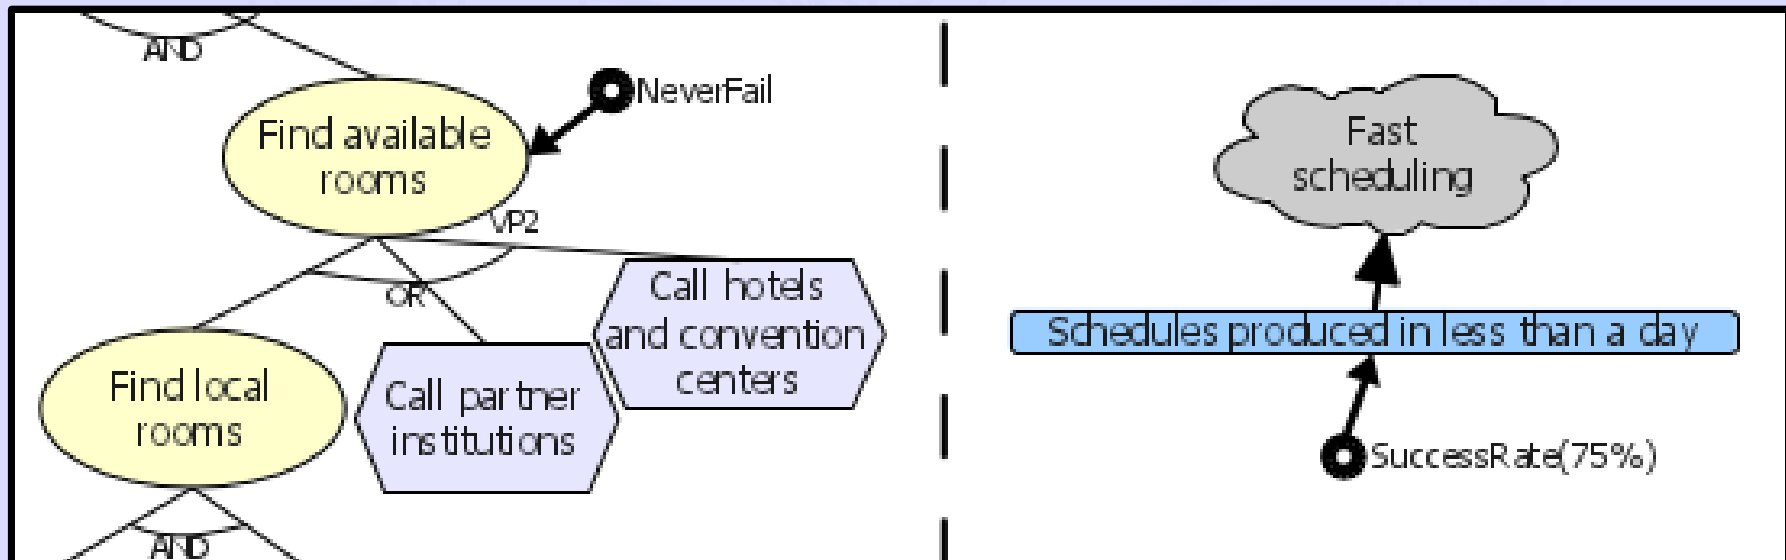 AND
Find available
rooms
NeverFail
VP2
OR
Call hotels
and convention
centers
Find local
rooms
Call partner
institutions
AND
Fast
scheduling
Schedules produced in less than a day
SuccessRate(75%)